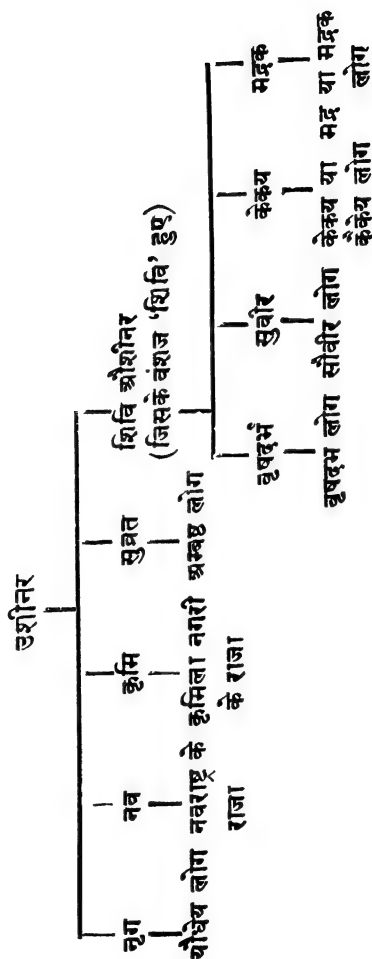 उशीनर
नृग नव कृमि सुव्रत शिवि औशीनर
(जिसके वंशज 'शिवि' हुए)
यौधेय लोग नवराष्ट्र के कृमिला नगरी अम्बष्ठ लोग
राजा के राजा
वृषदर्भ सुवीर केकय मद्रक
वृषदर्भ लोग सौवीर लोग केकय या मद्र या मद्रक
कैकेय लोग लोग